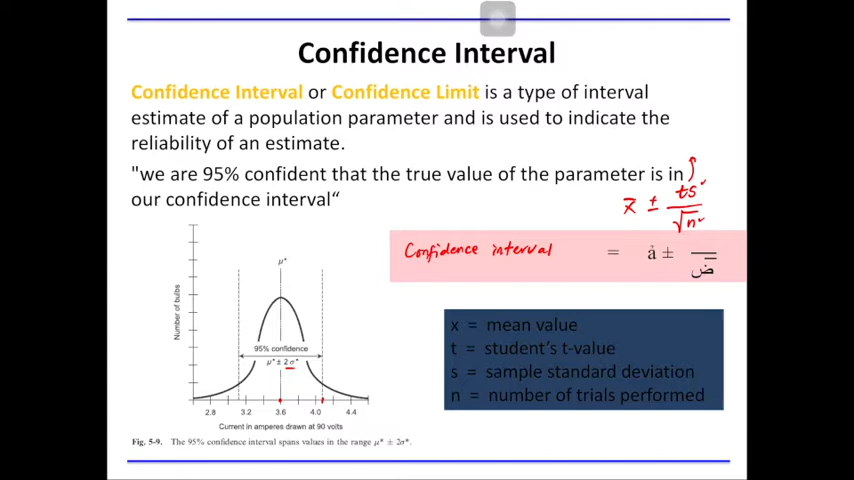 Confidence Interval
Confidence Interval or Confidence Limit is a type of interval
estimate of a population parameter and is used to indicate the
reliability of an estimate.
"we are 95% confident that the true value of the parameter is in
our confidence interval“
x̄ ± ts
√n
Confidence interval = å ±
ض
μ*
Number of bulbs
95% confidence
μ* ± 2σ*
2.8 3.2 3.6 4.0 4.4
Current in amperes drawn at 90 volts
Fig. 5-9. The 95% confidence interval spans values in the range μ* ± 2σ*.
x = mean value
t = student’s t-value
s = sample standard deviation
n = number of trials performed